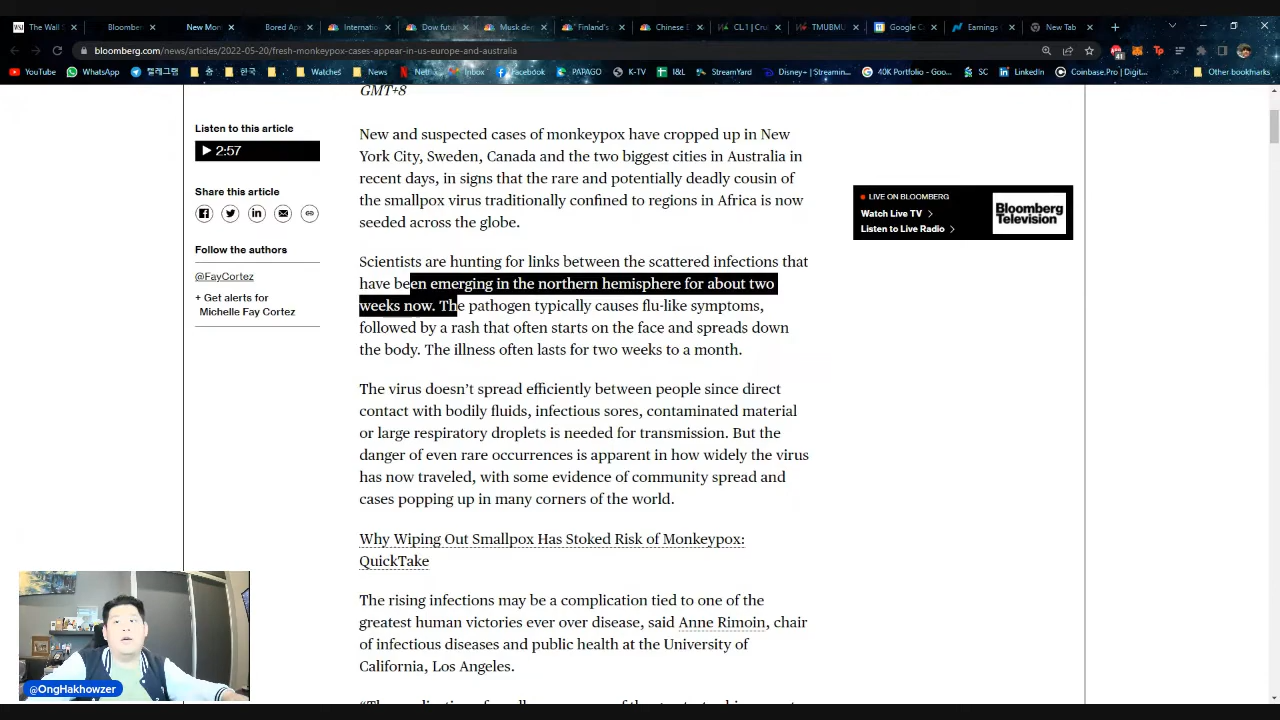 The Wall S
Bloomber
New Mon
Bored Ape
Internatio
Dow futur
Musk de
Finland's
Chinese E
CL.1 | Cru
TMUBMU
Google C
Earnings
New Tab
bloomberg.com/news/articles/2022-05-20/fresh-monkeypox-cases-appear-in-us-europe-and-australia
41
YouTube
WhatsApp
텔레그램
숍
한국
Watches
News
Netf
Inbox
Facebook
PAPAGO
K-TV
I&L
StreamYard
Disney+ | Streamin...
40K Portfolio - Goo...
SC
LinkedIn
Coinbase.Pro | Digit...
Other bookmarks
GMT+8
Listen to this article
2:57
Share this article
Follow the authors
@FayCortez
+ Get alerts for
Michelle Fay Cortez
New and suspected cases of monkeypox have cropped up in New
York City, Sweden, Canada and the two biggest cities in Australia in
recent days, in signs that the rare and potentially deadly cousin of
the smallpox virus traditionally confined to regions in Africa is now
seeded across the globe.
Scientists are hunting for links between the scattered infections that
have been emerging in the northern hemisphere for about two
weeks now. The pathogen typically causes flu-like symptoms,
followed by a rash that often starts on the face and spreads down
the body. The illness often lasts for two weeks to a month.
The virus doesn't spread efficiently between people since direct
contact with bodily fluids, infectious sores, contaminated material
or large respiratory droplets is needed for transmission. But the
danger of even rare occurrences is apparent in how widely the virus
has now traveled, with some evidence of community spread and
cases popping up in many corners of the world.
Why Wiping Out Smallpox Has Stoked Risk of Monkeypox:
QuickTake
The rising infections may be a complication tied to one of the
greatest human victories ever over disease, said Anne Rimoin, chair
of infectious diseases and public health at the University of
California, Los Angeles.
LIVE ON BLOOMBERG
Watch Live TV
Listen to Live Radio
Bloomberg
Television
@OngHakhowzer